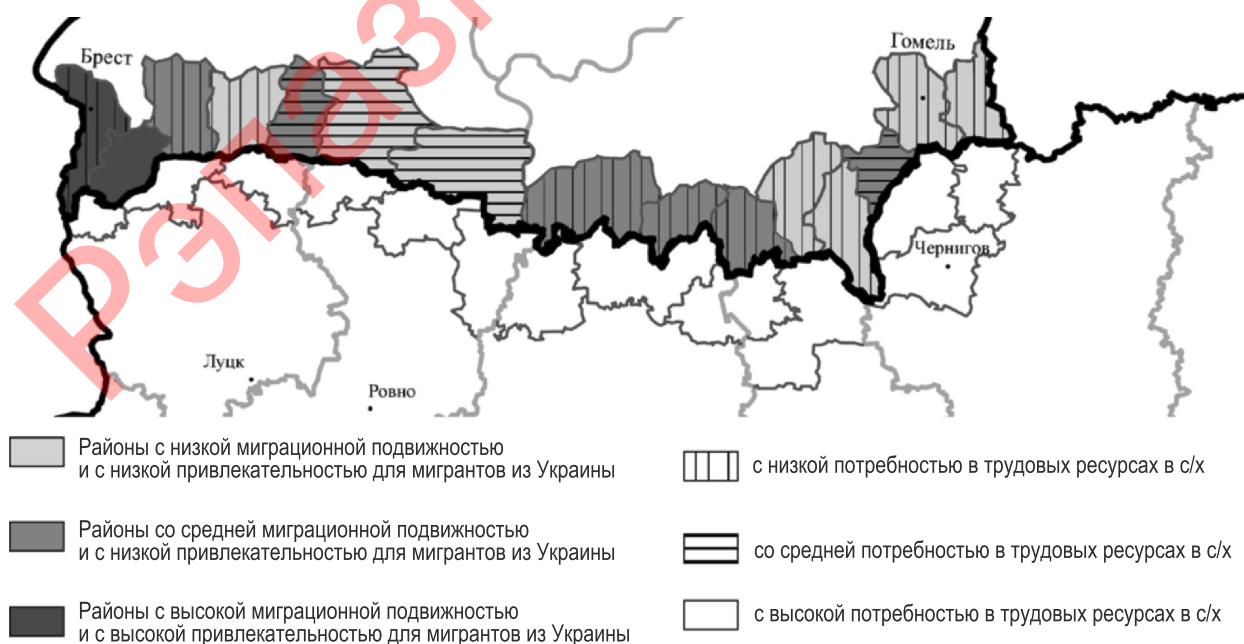 Брест
Гомель
Чернигов
Луцк
Ровно
Рэпаз
Районы с низкой миграционной подвижностью
и с низкой привлекательностью для мигрантов из Украины
Районы со средней миграционной подвижностью
и с низкой привлекательностью для мигрантов из Украины
Районы с высокой миграционной подвижностью
и с высокой привлекательностью для мигрантов из Украины
с низкой потребностью в трудовых ресурсах в с/х
со средней потребностью в трудовых ресурсах в с/х
с высокой потребностью в трудовых ресурсах в с/х